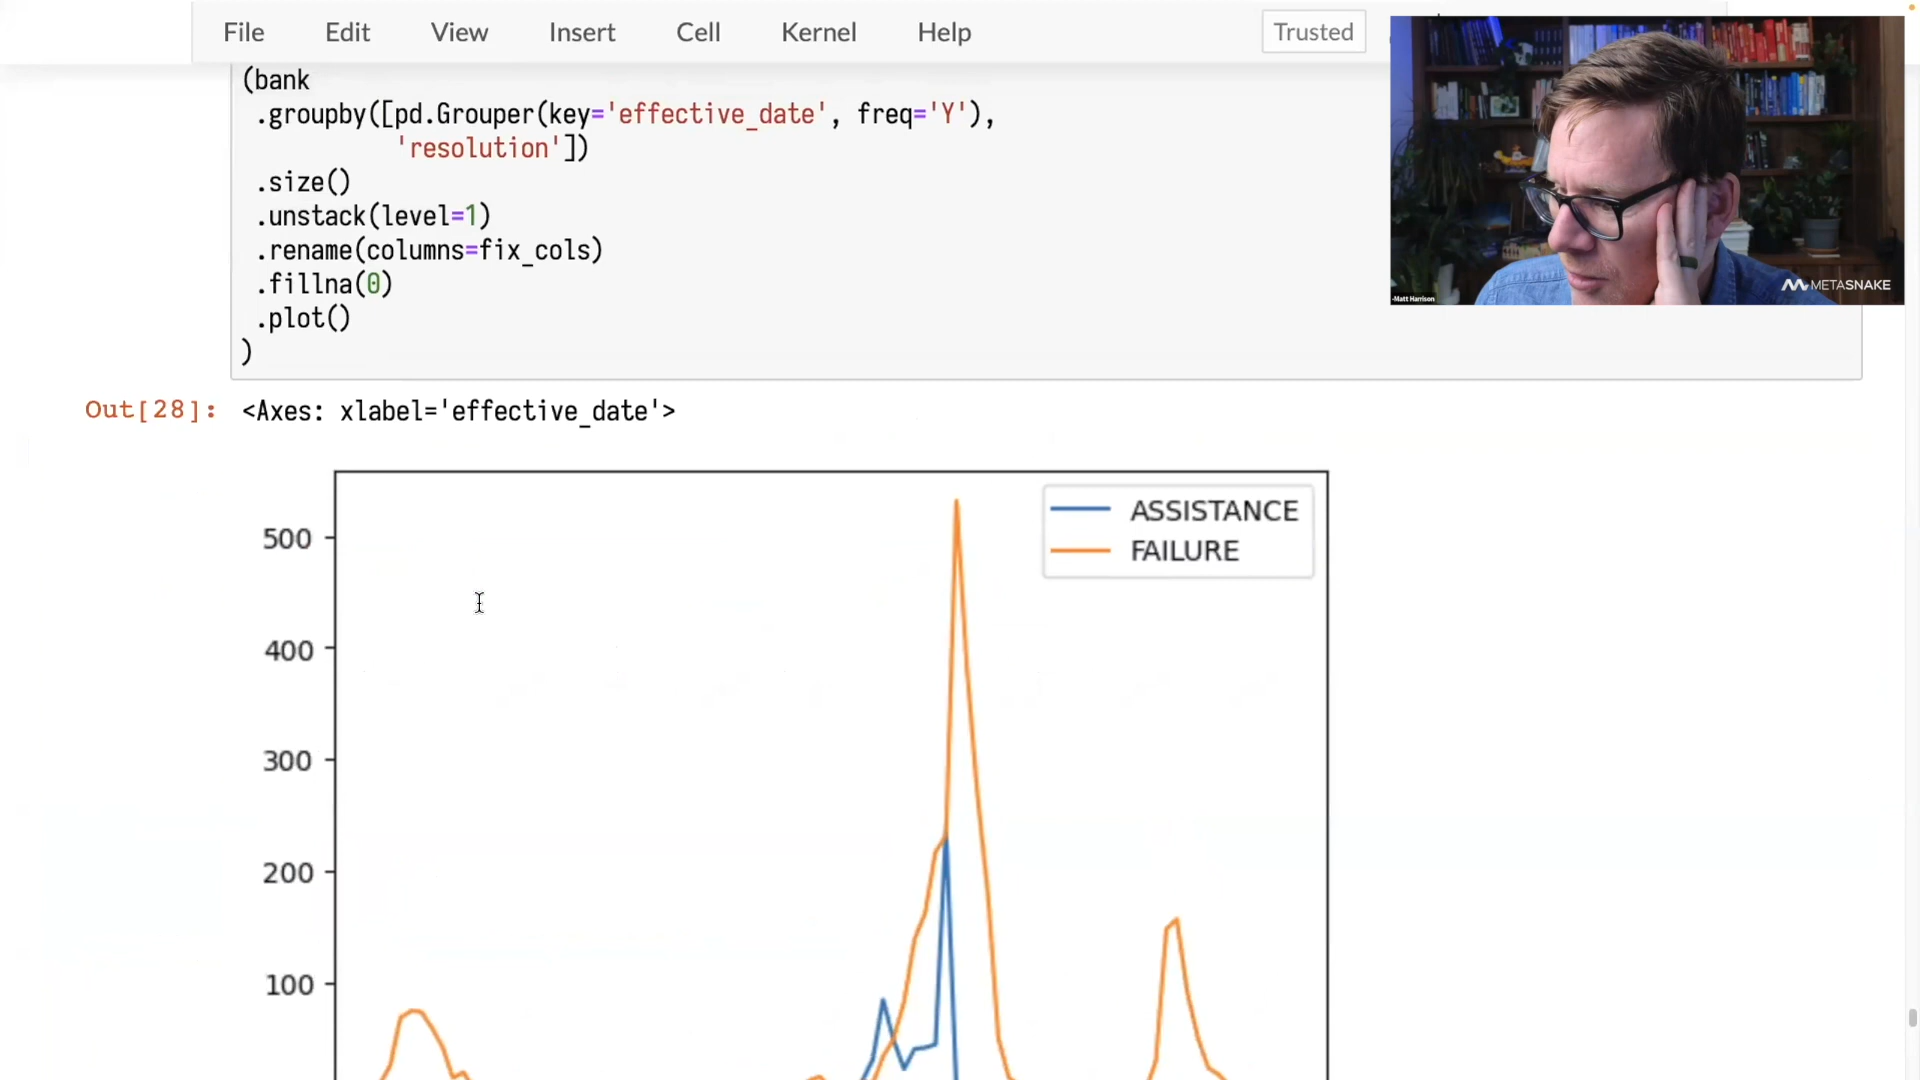 File Edit View Insert Cell Kernel Help Trusted
(bank
.groupby([pd.Grouper(key='effective_date', freq='Y'),
'resolution'])
.size()
.unstack(level=1)
.rename(columns=fix_cols)
.fillna(0)
.plot()
)
-Matt Harrison
METASNAKE
Out[28]: <Axes: xlabel='effective_date'>
ASSISTANCE
FAILURE
500
400
300
200
100